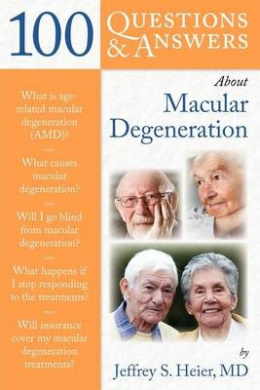 100 QUESTIONS
& ANSWERS
About
Macular
Degeneration
What is age-
related macular
degeneration
(AMD)?
What causes
macular
degeneration?
Will I go blind
from macular
degeneration?
What happens if
I stop responding
to the treatments?
Will insurance
cover my macular
degeneration
treatments?
by
Jeffrey S. Heier, MD